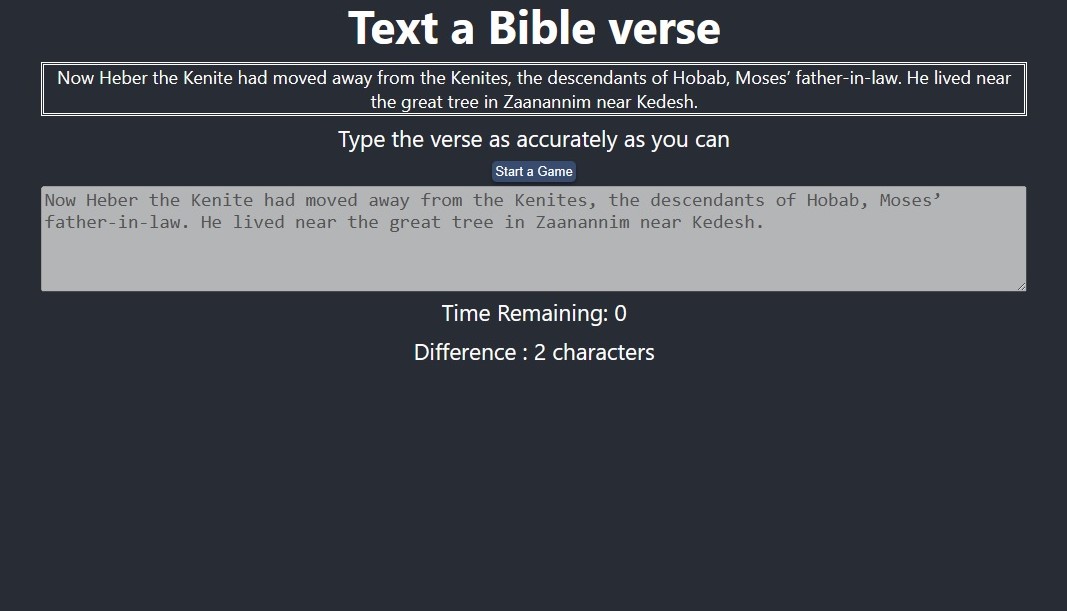 Text a Bible verse
Now Heber the Kenite had moved away from the Kenites, the descendants of Hobab, Moses’ father-in-law. He lived near
the great tree in Zaanannim near Kedesh.
Type the verse as accurately as you can
Start a Game
Now Heber the Kenite had moved away from the Kenites, the descendants of Hobab, Moses’
father-in-law. He lived near the great tree in Zaanannim near Kedesh.
Time Remaining: 0
Difference : 2 characters